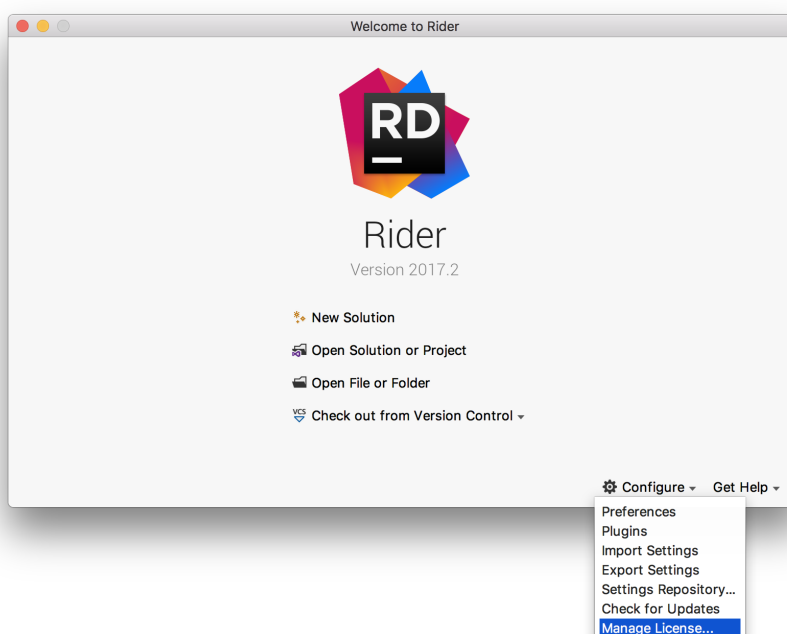 Welcome to Rider
RD
Rider
Version 2017.2
New Solution
Open Solution or Project
Open File or Folder
VCS Check out from Version Control
Configure Get Help
Preferences
Plugins
Import Settings
Export Settings
Settings Repository...
Check for Updates
Manage License...